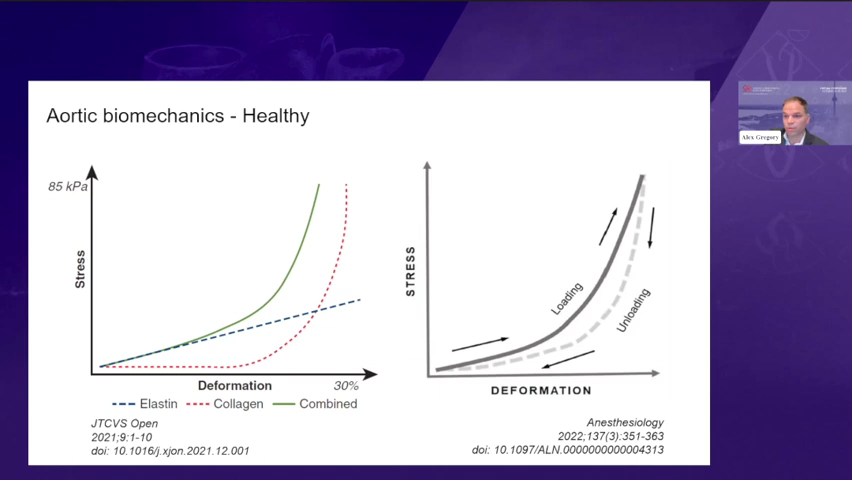 Aortic biomechanics - Healthy
85 kPa
Stress
Deformation
30%
Elastin
Collagen
Combined
JTCVS Open
2021;9:1-10
doi: 10.1016/j.xjon.2021.12.001
STRESS
Loading
Unloading
DEFORMATION
Anesthesiology
2022;137(3):351-363
doi: 10.1097/ALN.0000000000004313
Alex Gregory